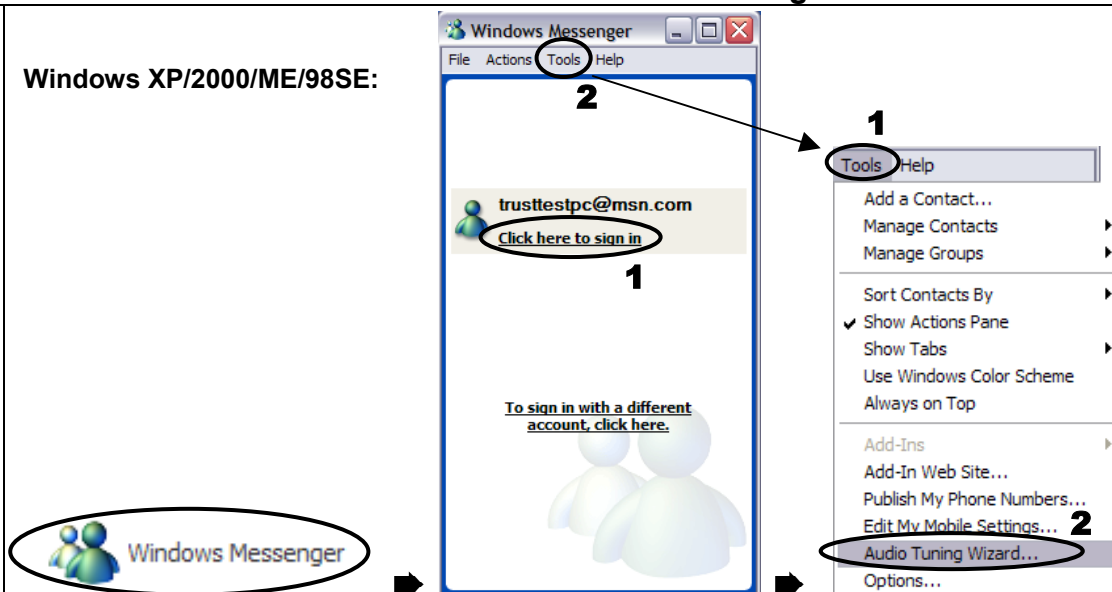 Windows XP/2000/ME/98SE:
Windows Messenger
Windows Messenger
File Actions Tools Help
2
trusttestpc@msn.com
Click here to sign in
1
To sign in with a different
account, click here.
1
Tools Help
Add a Contact...
Manage Contacts
Manage Groups
Sort Contacts By
Show Actions Pane
Show Tabs
Use Windows Color Scheme
Always on Top
Add-Ins
Add-In Web Site...
Publish My Phone Numbers...
Edit My Mobile Settings... 2
Audio Tuning Wizard...
Options...